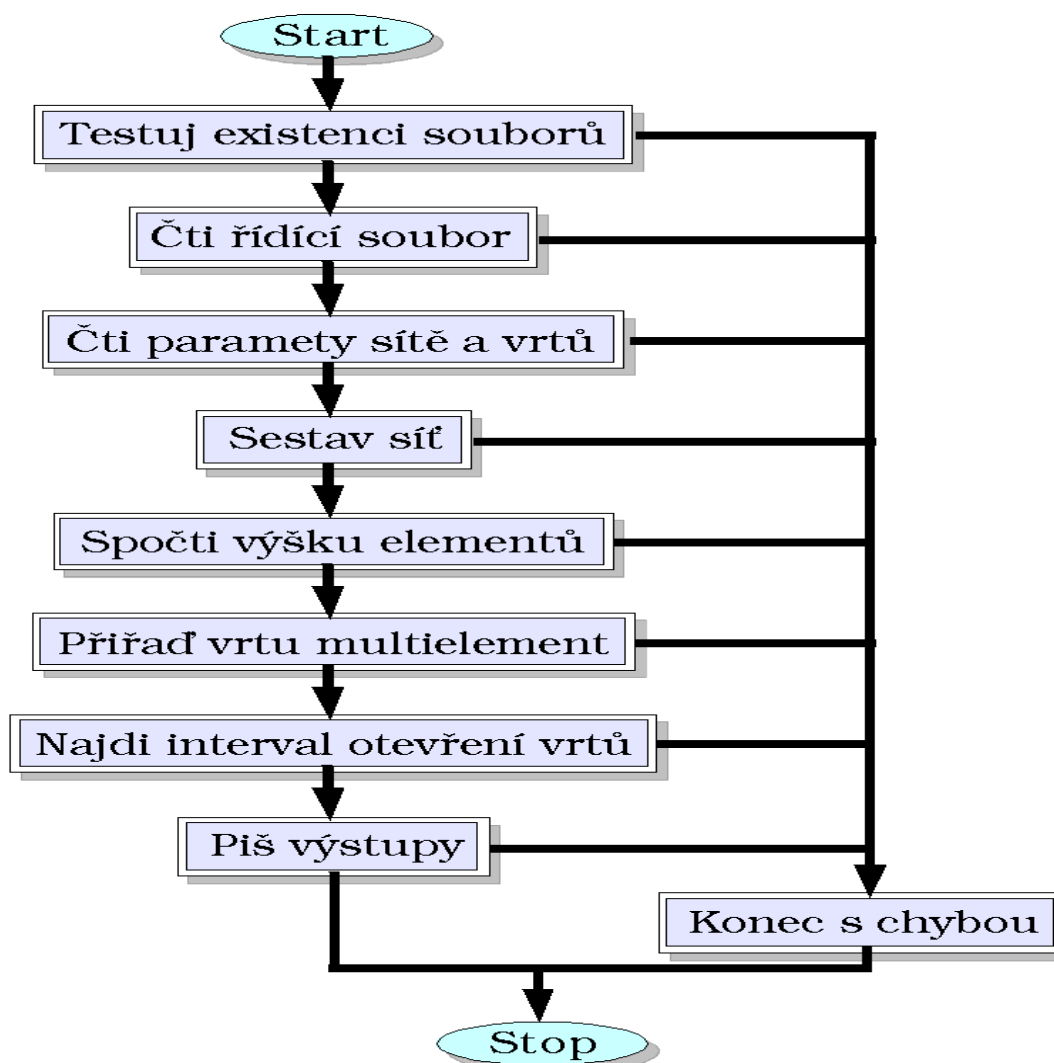 Start
Testuj existenci souborů
Čti řídící soubor
Čti paramety sítě a vrtů
Sestav síť
Spočti výšku elementů
Přiřaď vrtu multielement
Najdi interval otevření vrtů
Piš výstupy
Konec s chybou
Stop